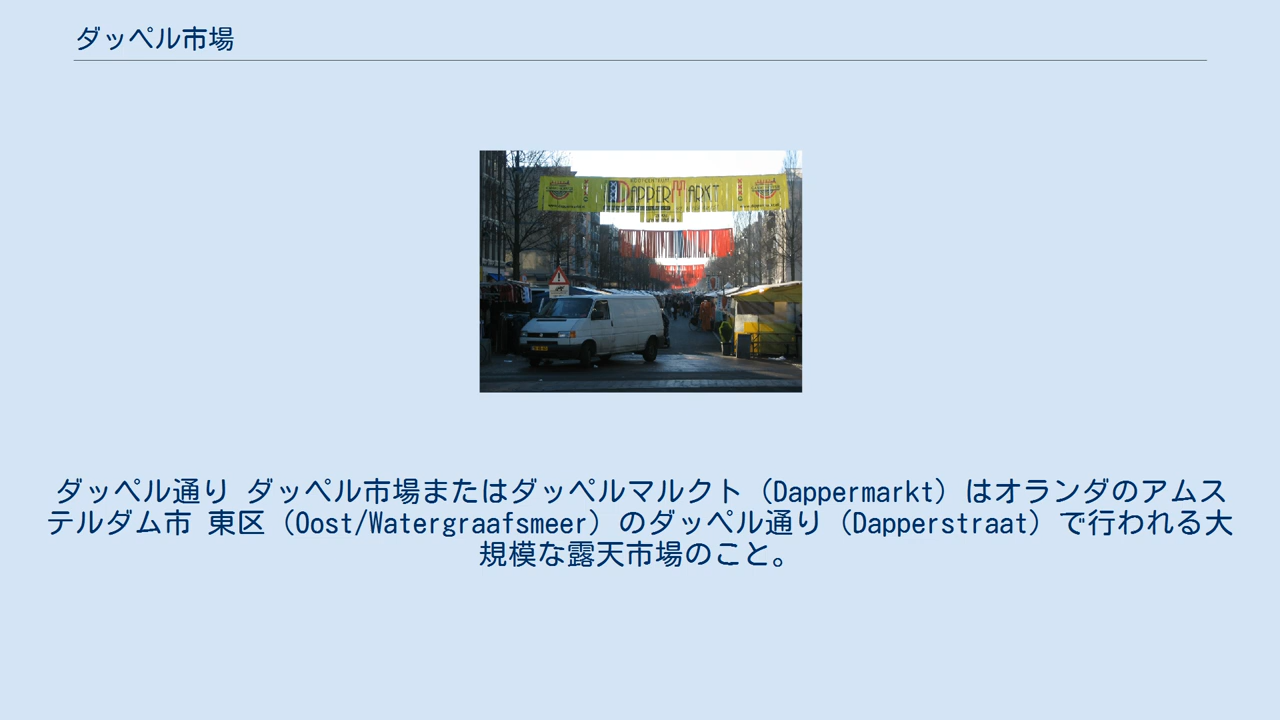 ダッペル市場
DAPPERMARKT
ダッペル通り ダッペル市場またはダッペルマルクト（Dappermarkt）はオランダのアムス
テルダム市 東区（Oost/Watergraafsmeer）のダッペル通り（Dapperstraat）で行われる大
規模な露天市場のこと。